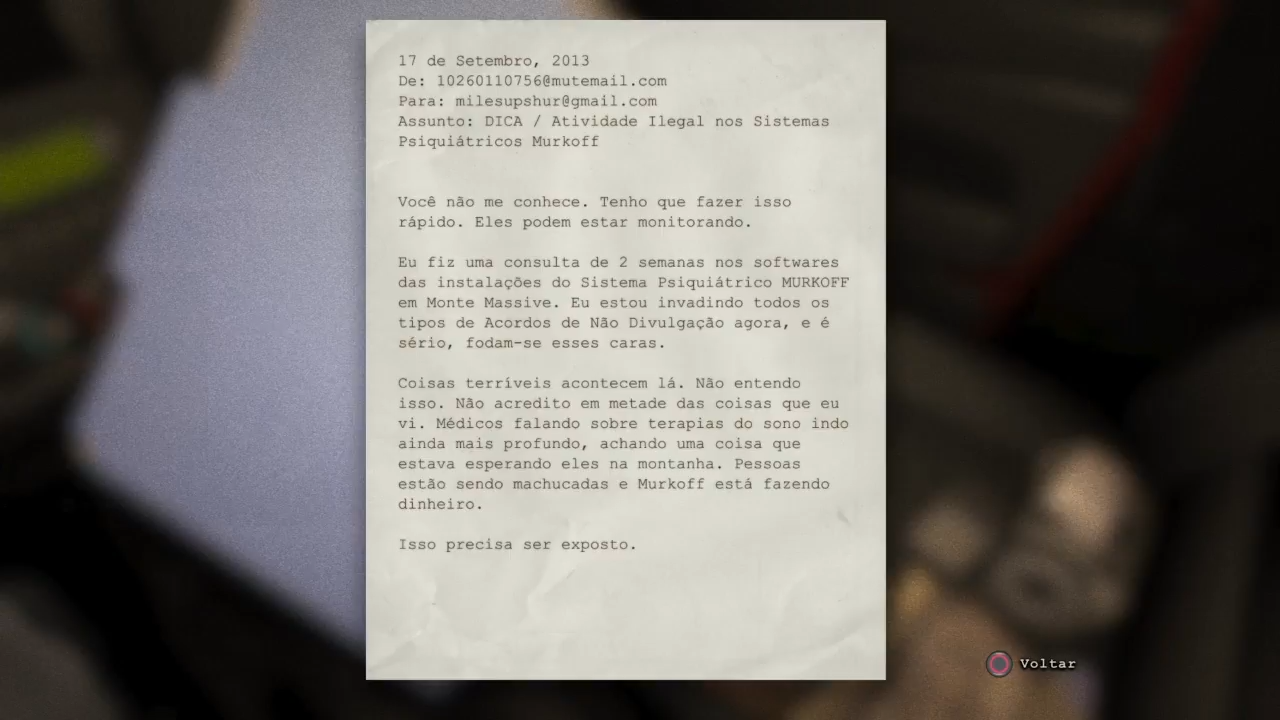 17 de Setembro, 2013
De: 10260110756@mutemail.com
Para: milesupshur@gmail.com
Assunto: DICA / Atividade Ilegal nos Sistemas
Psiquiátricos Murkoff
Você não me conhece. Tenho que fazer isso
rápido. Eles podem estar monitorando.
Eu fiz uma consulta de 2 semanas nos softwares
das instalações do Sistema Psiquiátrico MURKOFF
em Monte Massive. Eu estou invadindo todos os
tipos de Acordos de Não Divulgação agora, e é
sério, fodam-se esses caras.
Coisas terríveis acontecem lá. Não entendo
isso. Não acredito em metade das coisas que eu
vi. Médicos falando sobre terapias do sono indo
ainda mais profundo, achando uma coisa que
estava esperando eles na montanha. Pessoas
estão sendo machucadas e Murkoff está fazendo
dinheiro.
Isso precisa ser exposto.
Voltar